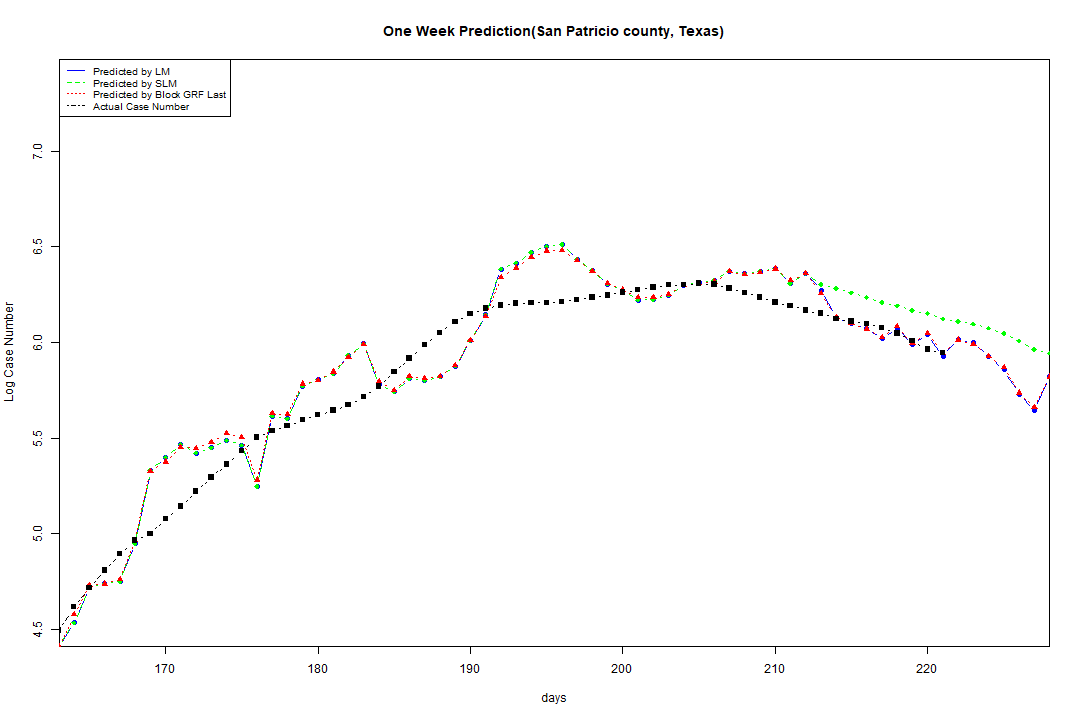 One Week Prediction(San Patricio county, Texas)
Predicted by LM
Predicted by SLM
Predicted by Block GRF Last
Actual Case Number
Log Case Number
7.0
6.5
6.0
5.5
5.0
4.5
170 180 190 200 210 220
days